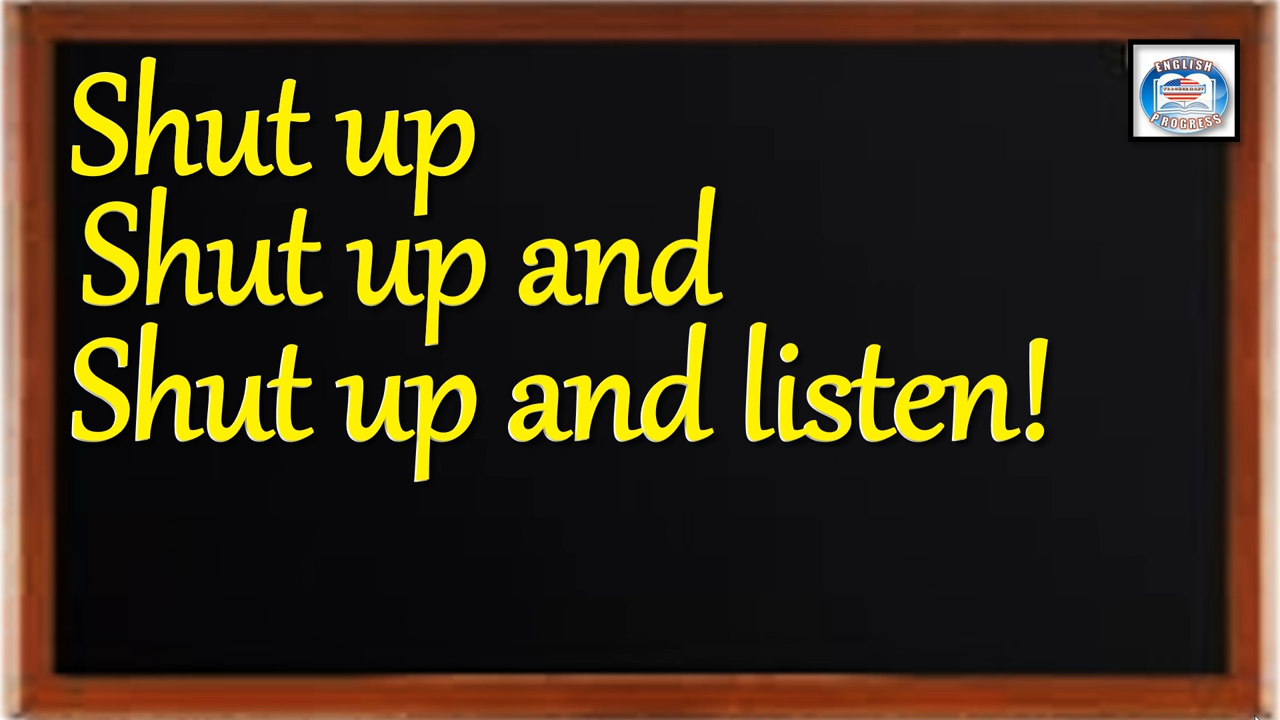 Shut up
Shut up and
Shut up and listen!
ENGLISH
PROGRESS